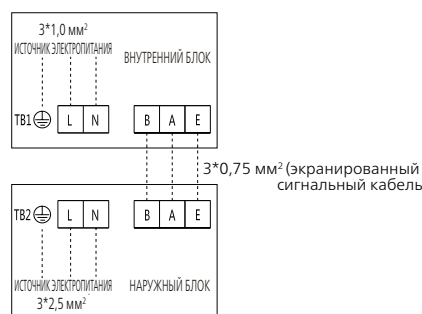 3*1,0 мм²
ИСТОЧНИК ЭЛЕКТРОПИТАНИЯ
ВНУТРЕННИЙ БЛОК
TB1 L N B A E
3*0,75 мм² (экранированный
сигнальный кабель
TB2 L N B A E
ИСТОЧНИК ЭЛЕКТРОПИТАНИЯ НАРУЖНЫЙ БЛОК
3*2,5 мм²